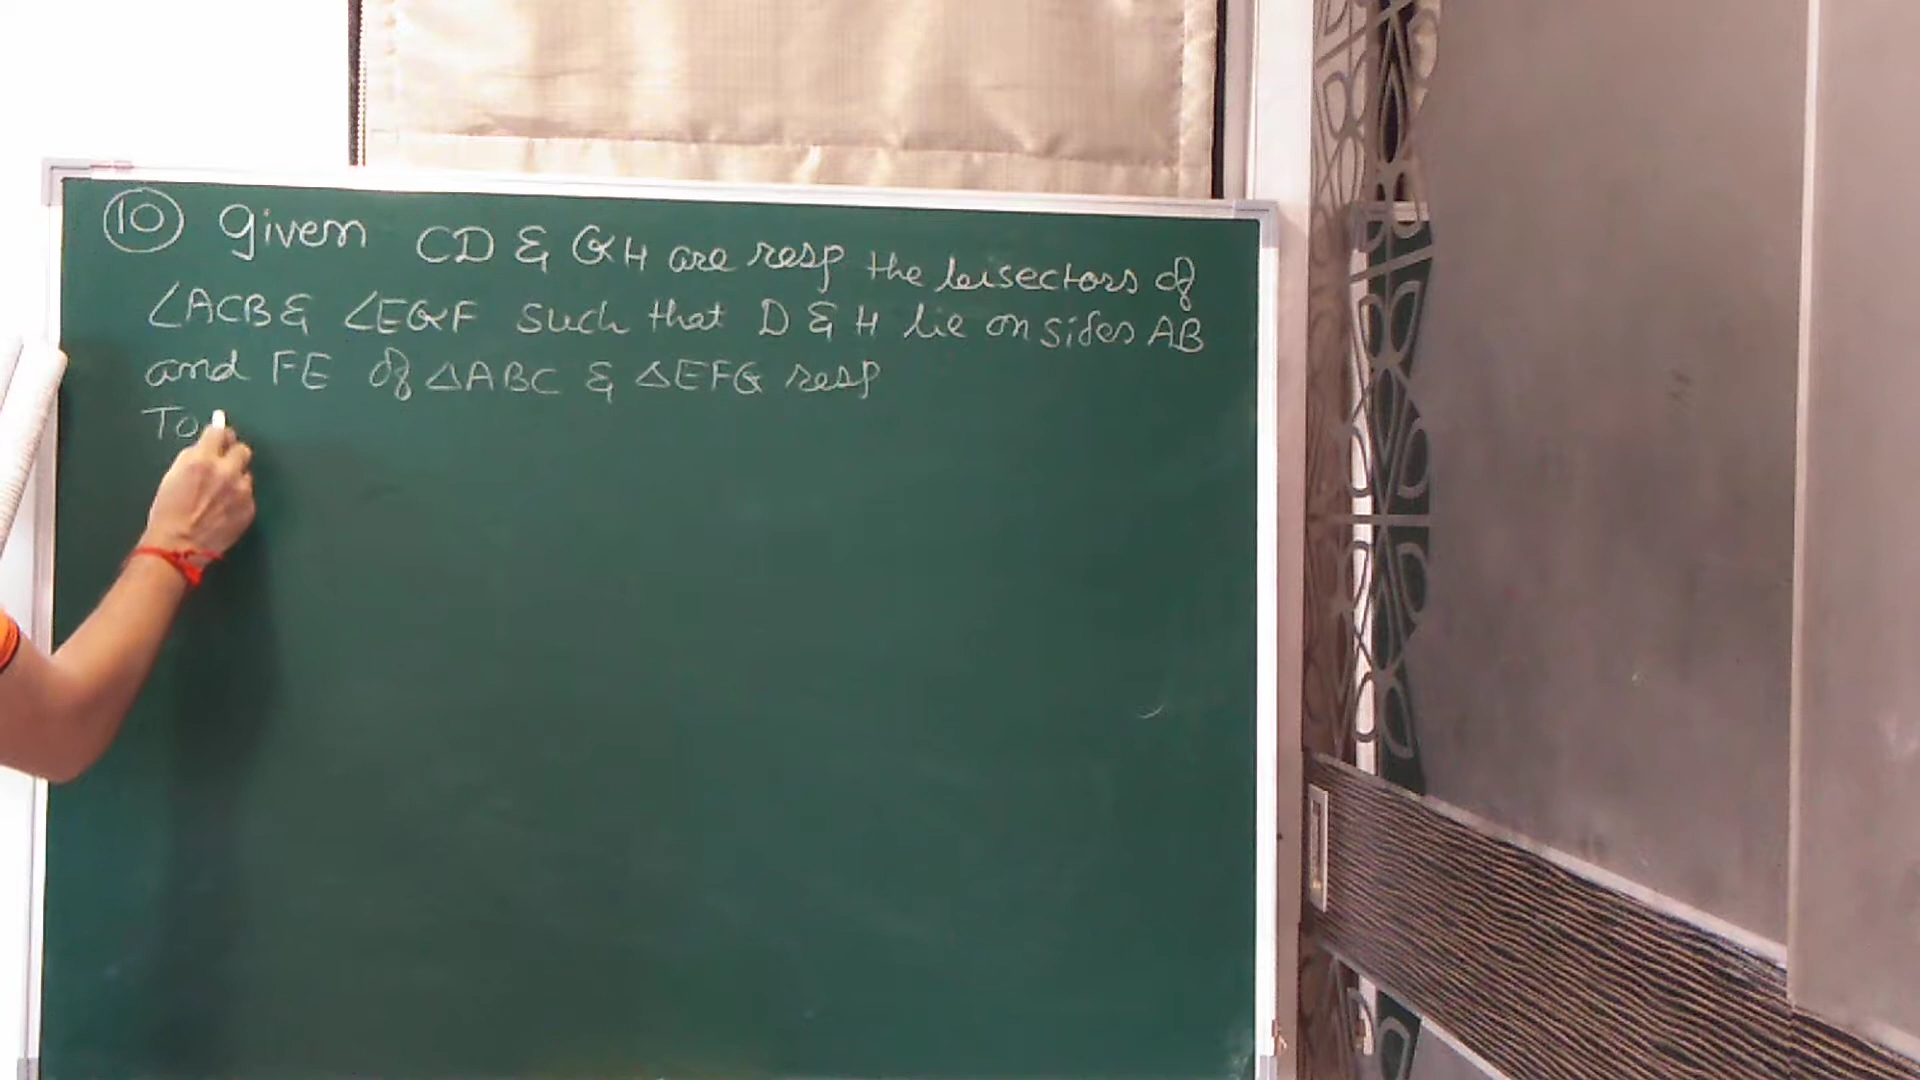 10 Given CD & GH are resp the bisectors of
∠ACB & ∠EGF such that D & H lie on sides AB
and FE of △ABC & △EFG resp
To